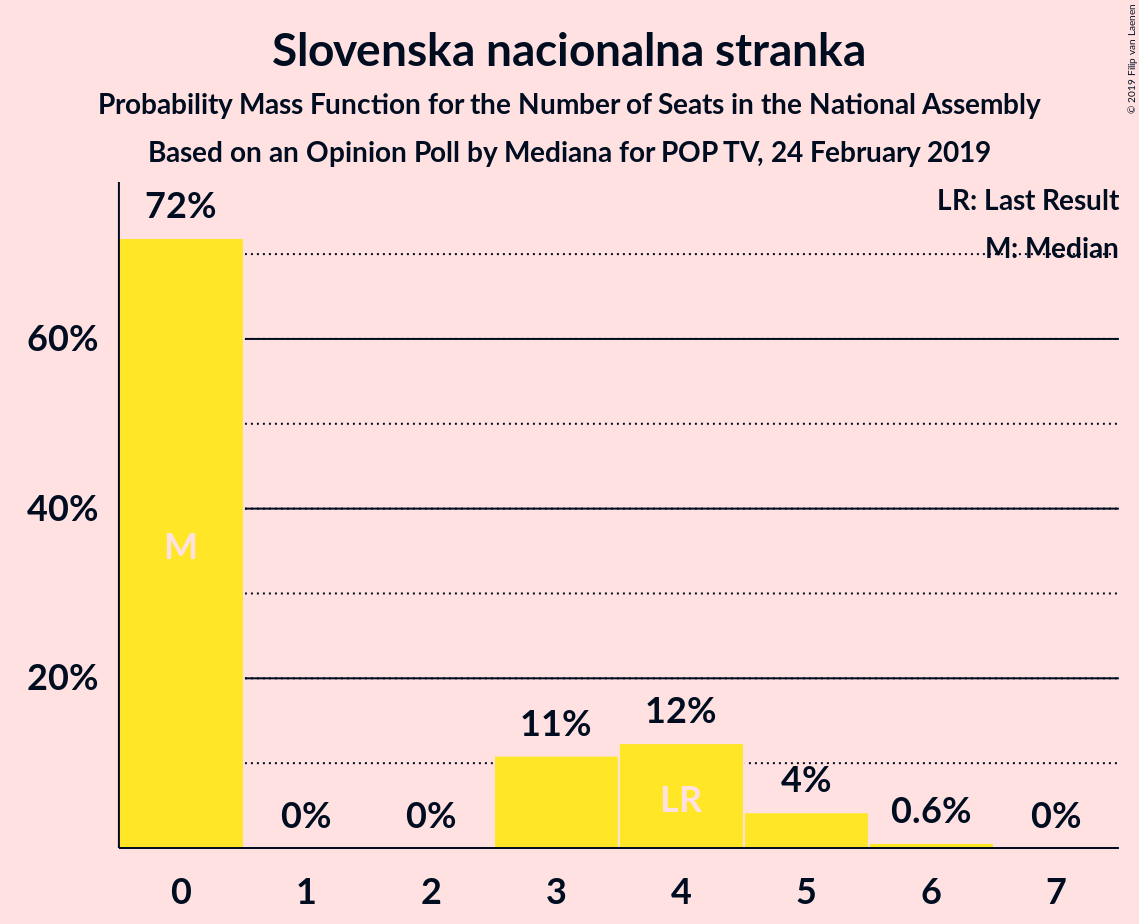 Slovenska nacionalna stranka
Probability Mass Function for the Number of Seats in the National Assembly
Based on an Opinion Poll by Mediana for POP TV, 24 February 2019
© 2019 Filip van Laenen
LR: Last Result
M: Median
72%
60%
40%
20%
M
0%
0%
11%
12%
LR
4%
0.6%
0%
0 1 2 3 4 5 6 7